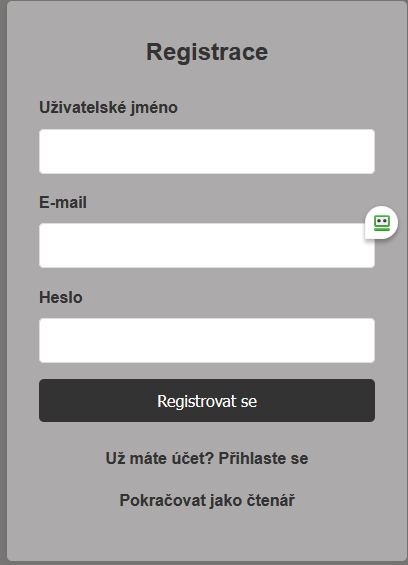 Registrace
Uživatelské jméno
E-mail
Heslo
Registrovat se
Už máte účet? Přihlaste se
Pokračovat jako čtenář